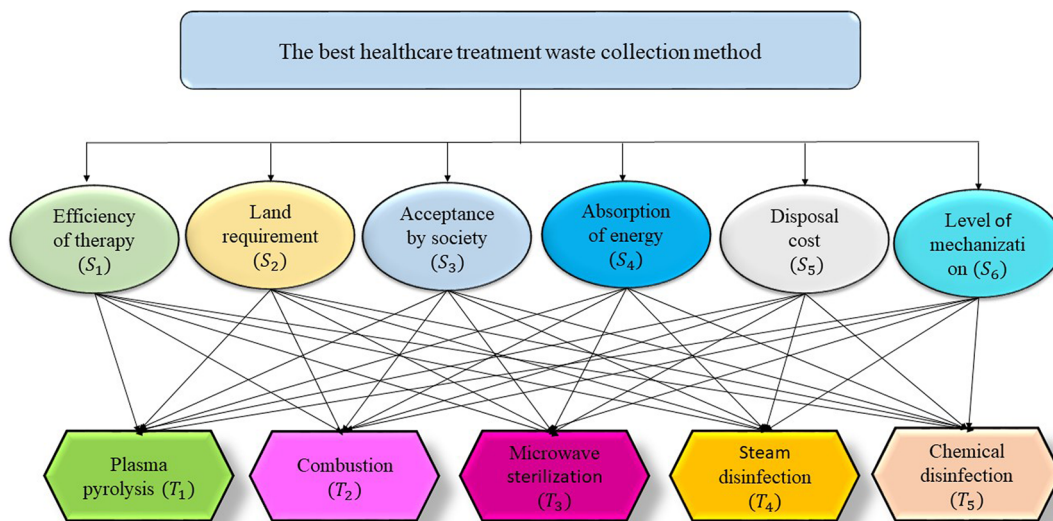 The best healthcare treatment waste collection method
Efficiency
of therapy
(S₁)
Land
requirement
(S₂)
Acceptance
by society
(S₃)
Absorption
of energy
(S₄)
Disposal
cost
(S₅)
Level of
mechanizati
on (S₆)
Plasma
pyrolysis (T₁)
Combustion
(T₂)
Microwave
sterilization
(T₃)
Steam
disinfection
(T₄)
Chemical
disinfection
(T₅)